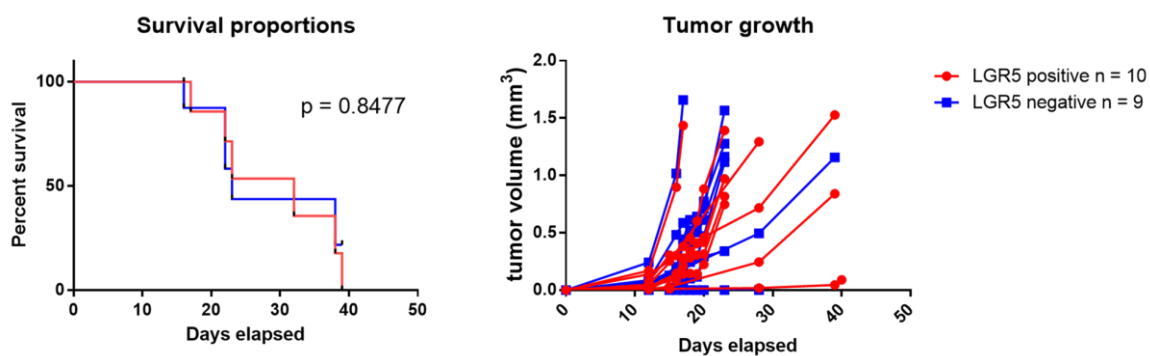 Survival proportions
Percent survival
100
50
0
p = 0.8477
0 10 20 30 40 50
Days elapsed
Tumor growth
tumor volume (mm³)
2.0
1.5
1.0
0.5
0.0
0 10 20 30 40 50
Days elapsed
LGR5 positive n = 10
LGR5 negative n = 9